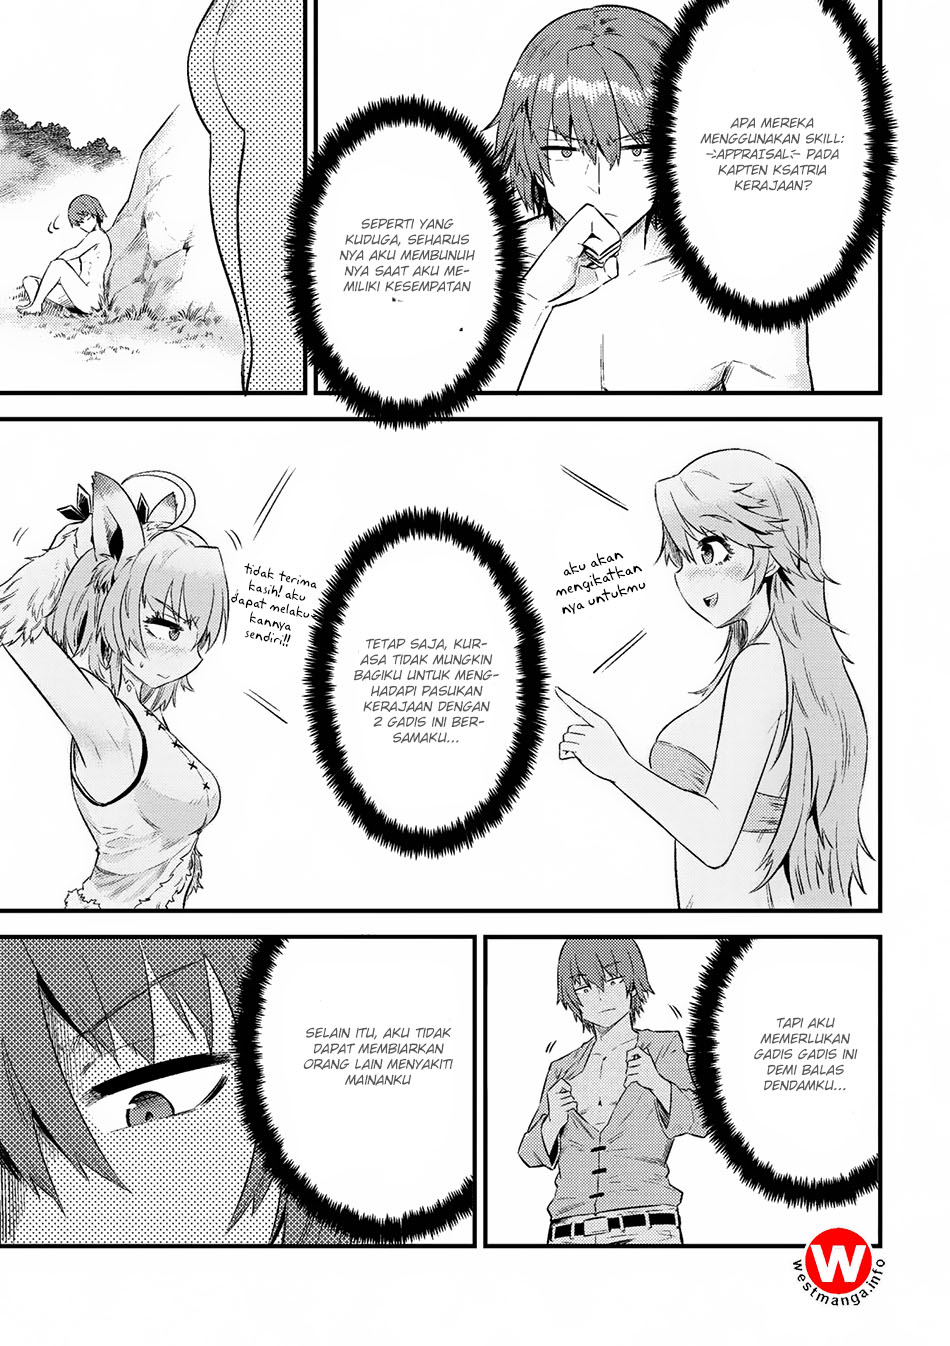 APA MEREKA
MENGGUNAKAN SKILL:
-:APPRAISAL:- PADA
KAPTEN KSATRIA
KERAJAAN?
SEPERTI YANG
KUDUGA, SEHARUS
NYA AKU MEMBUNUH
NYA SAAT AKU ME-
MILIKI KESEMPATAN
aku akan
mengikatkan
nya untukmu
TETAP SAJA, KUR-
ASA TIDAK MUNGKIN
BAGIKU UNTUK MENG-
HADAPI PASUKAN
KERAJAAN DENGAN
2 GADIS INI BER-
SAMAKU...
tidak terima
kasih! aku
dapat melaku-
kannya
sendiri!!
TAPI AKU
MEMERLUKAN
GADIS GADIS INI
DEMI BALAS
DENDAMKU...
SELAIN ITU, AKU TIDAK
DAPAT MEMBIARKAN
ORANG LAIN MENYAKITI
MAINANKU
W
westmanga.info